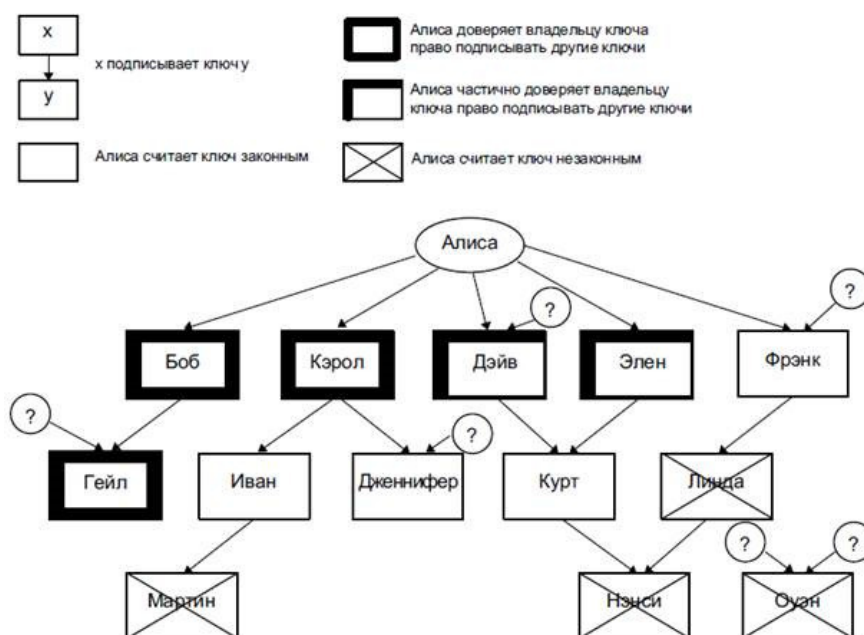 x
x подписывает ключ y
y
Алиса считает ключ законным
Алиса доверяет владельцу ключа
право подписывать другие ключи
Алиса частично доверяет владельцу
ключа право подписывать другие ключи
Алиса считает ключ незаконным
Алиса
?
?
Боб
Кэрол
Дэйв
Элен
Фрэнк
?
?
Гейл
Иван
Дженнифер
Курт
Линда
?
?
Мартин
Нэнси
Оуэн